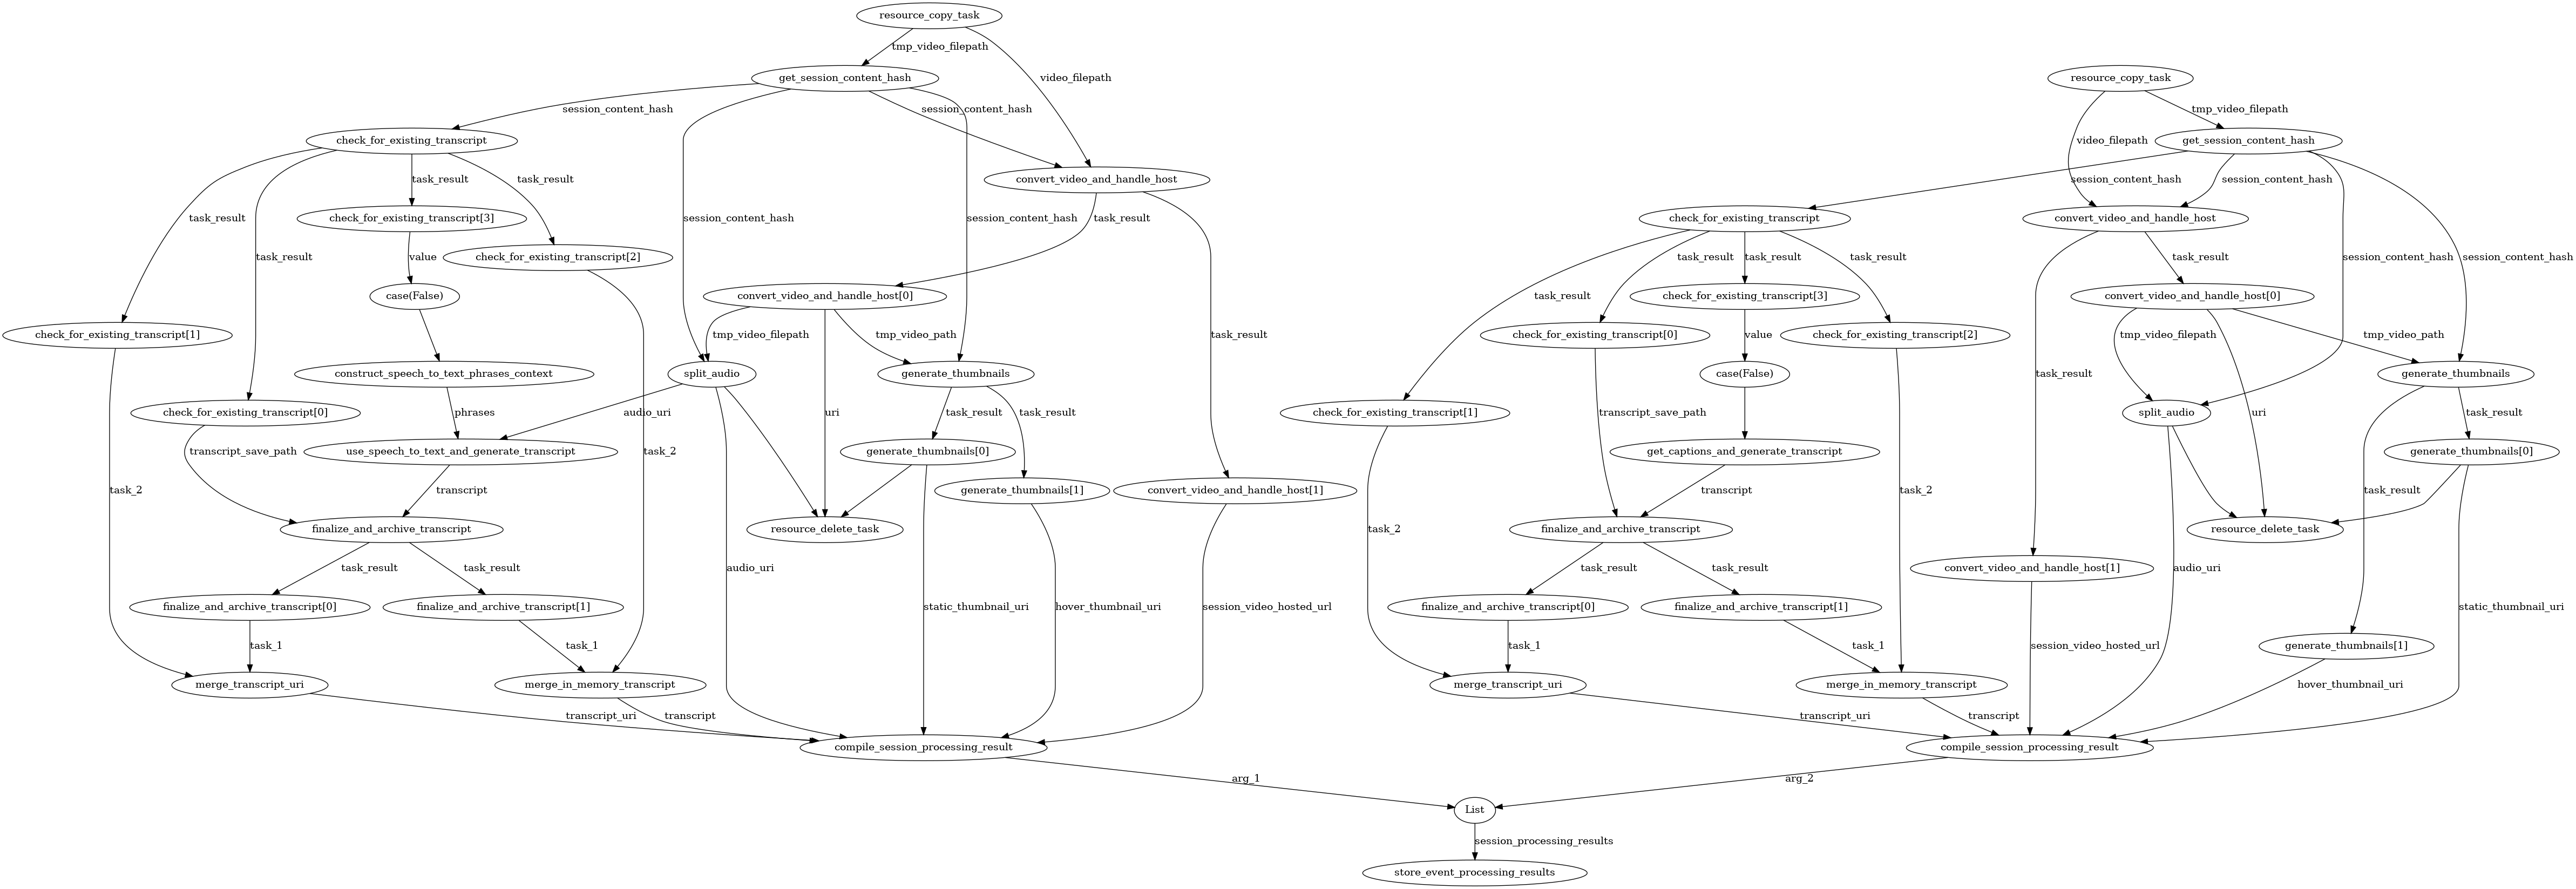 resource_copy_task
tmp_video_filepath
video_filepath
resource_copy_task
get_session_content_hash
session_content_hash
session_content_hash
tmp_video_filepath
check_for_existing_transcript
video_filepath
get_session_content_hash
convert_video_and_handle_host
session_content_hash
session_content_hash
task_result
task_result
task_result
task_result
check_for_existing_transcript[3]
session_content_hash
session_content_hash
task_result
check_for_existing_transcript
convert_video_and_handle_host
value
check_for_existing_transcript[2]
task_result
task_result
task_result
task_result
task_result
session_content_hash
session_content_hash
case(False)
convert_video_and_handle_host[0]
task_result
check_for_existing_transcript[3]
convert_video_and_handle_host[0]
check_for_existing_transcript[1]
tmp_video_filepath
tmp_video_path
task_result
check_for_existing_transcript[0]
value
check_for_existing_transcript[2]
tmp_video_filepath
tmp_video_path
construct_speech_to_text_phrases_context
split_audio
generate_thumbnails
case(False)
task_result
generate_thumbnails
check_for_existing_transcript[0]
phrases
audio_uri
uri
task_result
task_result
check_for_existing_transcript[1]
transcript_save_path
split_audio
uri
task_result
transcript_save_path
use_speech_to_text_and_generate_transcript
task_2
generate_thumbnails[0]
get_captions_and_generate_transcript
generate_thumbnails[0]
task_2
transcript
generate_thumbnails[1]
convert_video_and_handle_host[1]
transcript
task_2
task_result
finalize_and_archive_transcript
resource_delete_task
task_2
finalize_and_archive_transcript
resource_delete_task
task_result
task_result
audio_uri
task_result
task_result
convert_video_and_handle_host[1]
audio_uri
finalize_and_archive_transcript[0]
finalize_and_archive_transcript[1]
static_thumbnail_uri
hover_thumbnail_uri
session_video_hosted_url
finalize_and_archive_transcript[0]
finalize_and_archive_transcript[1]
static_thumbnail_uri
task_1
task_1
task_1
task_1
session_video_hosted_url
generate_thumbnails[1]
merge_transcript_uri
merge_in_memory_transcript
merge_transcript_uri
merge_in_memory_transcript
hover_thumbnail_uri
transcript_uri
transcript
transcript_uri
transcript
compile_session_processing_result
compile_session_processing_result
arg_1
arg_2
List
session_processing_results
store_event_processing_results